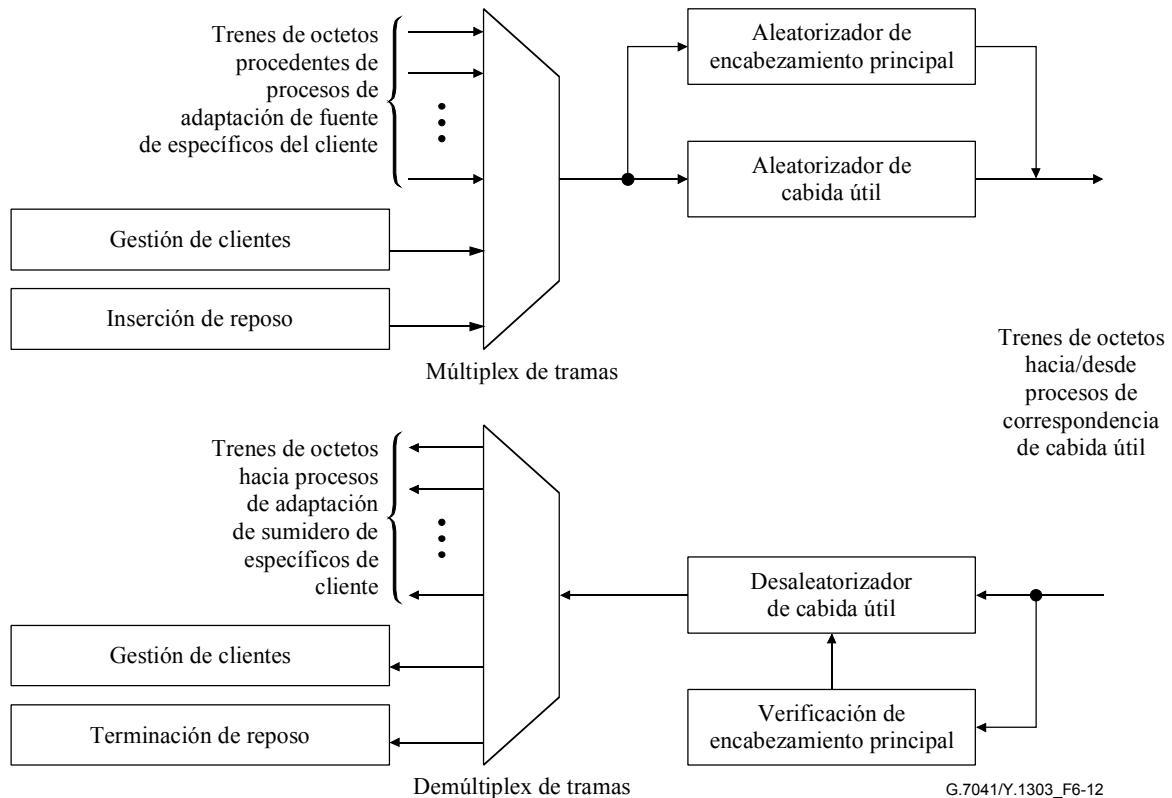 Trenes de octetos
procedentes de
procesos de
adaptación de fuente
de específicos del cliente
Aleatorizador de
encabezamiento principal
Aleatorizador de
cabida útil
Gestión de clientes
Inserción de reposo
Múltiplex de tramas
Trenes de octetos
hacia/desde
procesos de
correspondencia
de cabida útil
Trenes de octetos
hacia procesos
de adaptación
de sumidero de
específicos de
cliente
Desaleatorizador
de cabida útil
Gestión de clientes
Verificación de
encabezamiento principal
Terminación de reposo
Demúltiplex de tramas
G.7041/Y.1303_F6-12